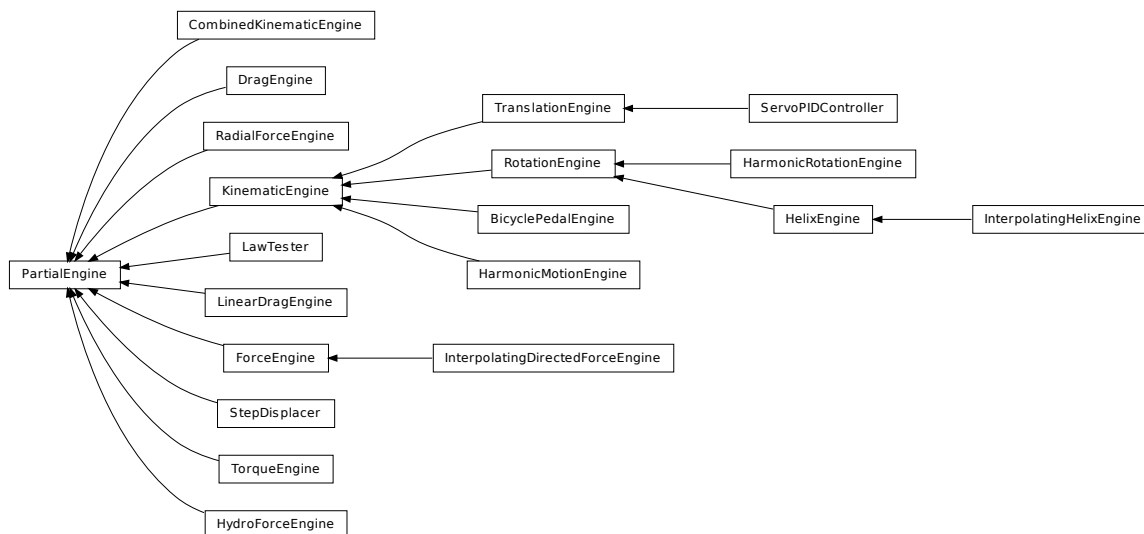 CombinedKinematicEngine
DragEngine
TranslationEngine
ServoPIDController
RadialForceEngine
RotationEngine
HarmonicRotationEngine
KinematicEngine
BicyclePedalEngine
HelixEngine
InterpolatingHelixEngine
LawTester
PartialEngine
HarmonicMotionEngine
LinearDragEngine
ForceEngine
InterpolatingDirectedForceEngine
StepDisplacer
TorqueEngine
HydroForceEngine